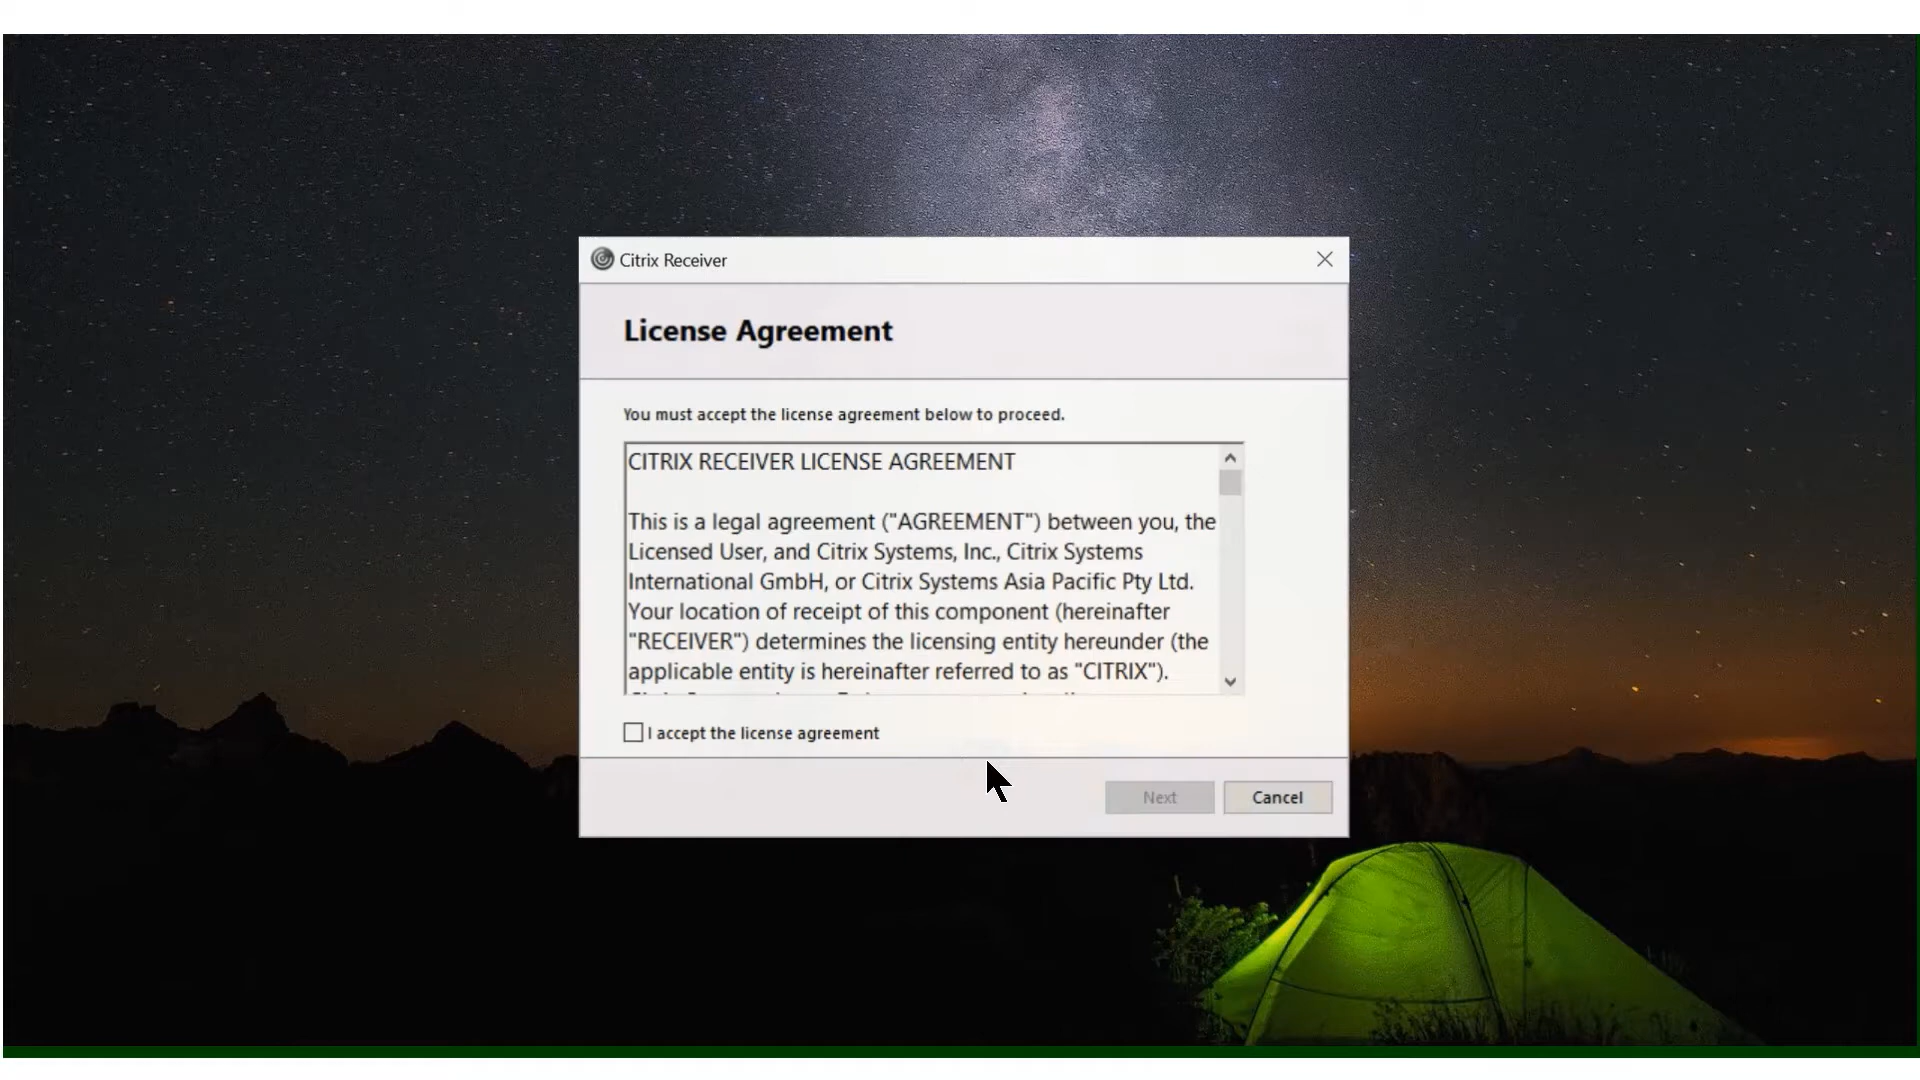 Citrix Receiver
License Agreement
You must accept the license agreement below to proceed.
CITRIX RECEIVER LICENSE AGREEMENT
This is a legal agreement ("AGREEMENT") between you, the
Licensed User, and Citrix Systems, Inc., Citrix Systems
International GmbH, or Citrix Systems Asia Pacific Pty Ltd.
Your location of receipt of this component (hereinafter
"RECEIVER") determines the licensing entity hereunder (the
applicable entity is hereinafter referred to as "CITRIX").
I accept the license agreement
Next
Cancel